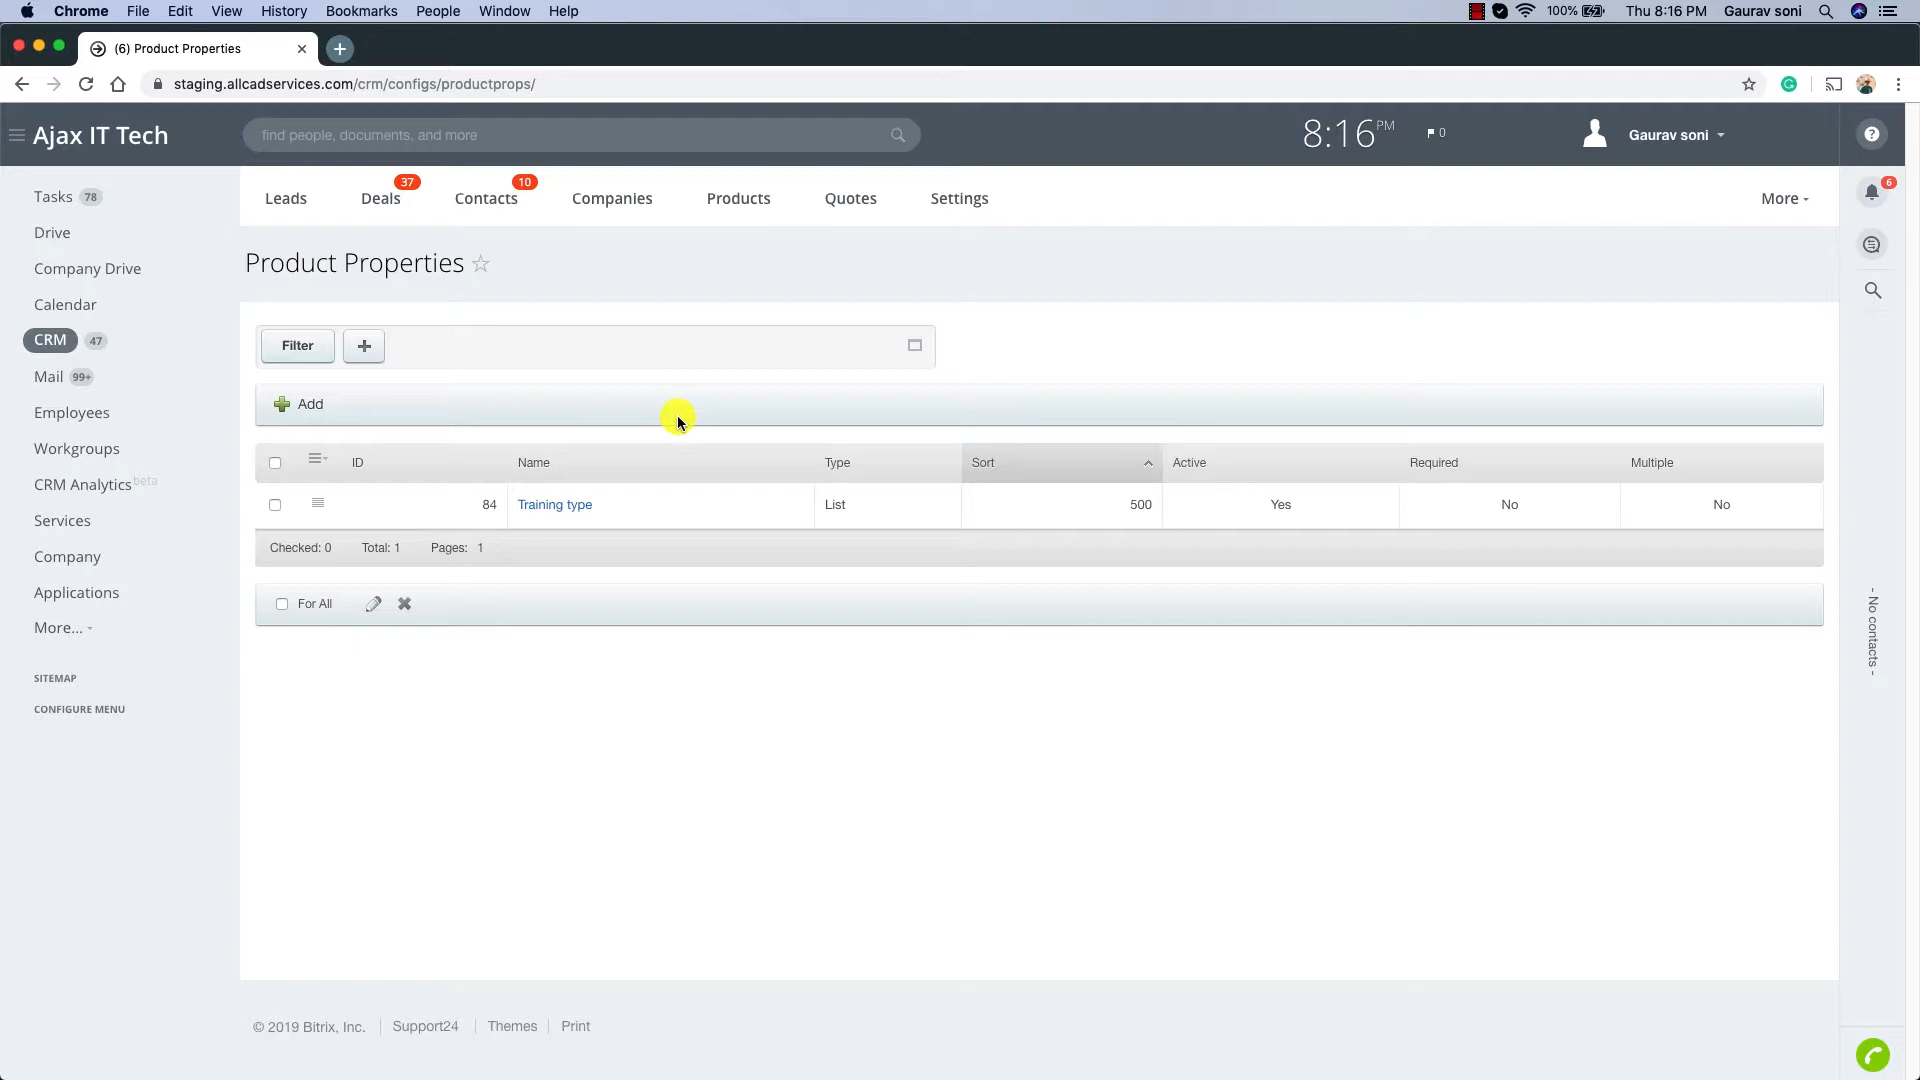 Chrome File Edit View History Bookmarks People Window Help 100% Thu 8:16 PM Gaurav soni
(6) Product Properties
staging.allcadservices.com/crm/configs/productprops/
Ajax IT Tech find people, documents, and more 8:16 PM 0 Gaurav soni ?
6
Tasks 78
Drive
Company Drive
Calendar
CRM 47
Mail 99+
Employees
Workgroups
CRM Analytics beta
Services
Company
Applications
More...
SITEMAP
CONFIGURE MENU
Leads Deals 37 Contacts 10 Companies Products Quotes Settings More
Product Properties
Filter
Add
ID Name Type Sort Active Required Multiple
84 Training type List 500 Yes No No
Checked: 0 Total: 1 Pages: 1
For All
- No contacts -
© 2019 Bitrix, Inc. Support24 Themes Print